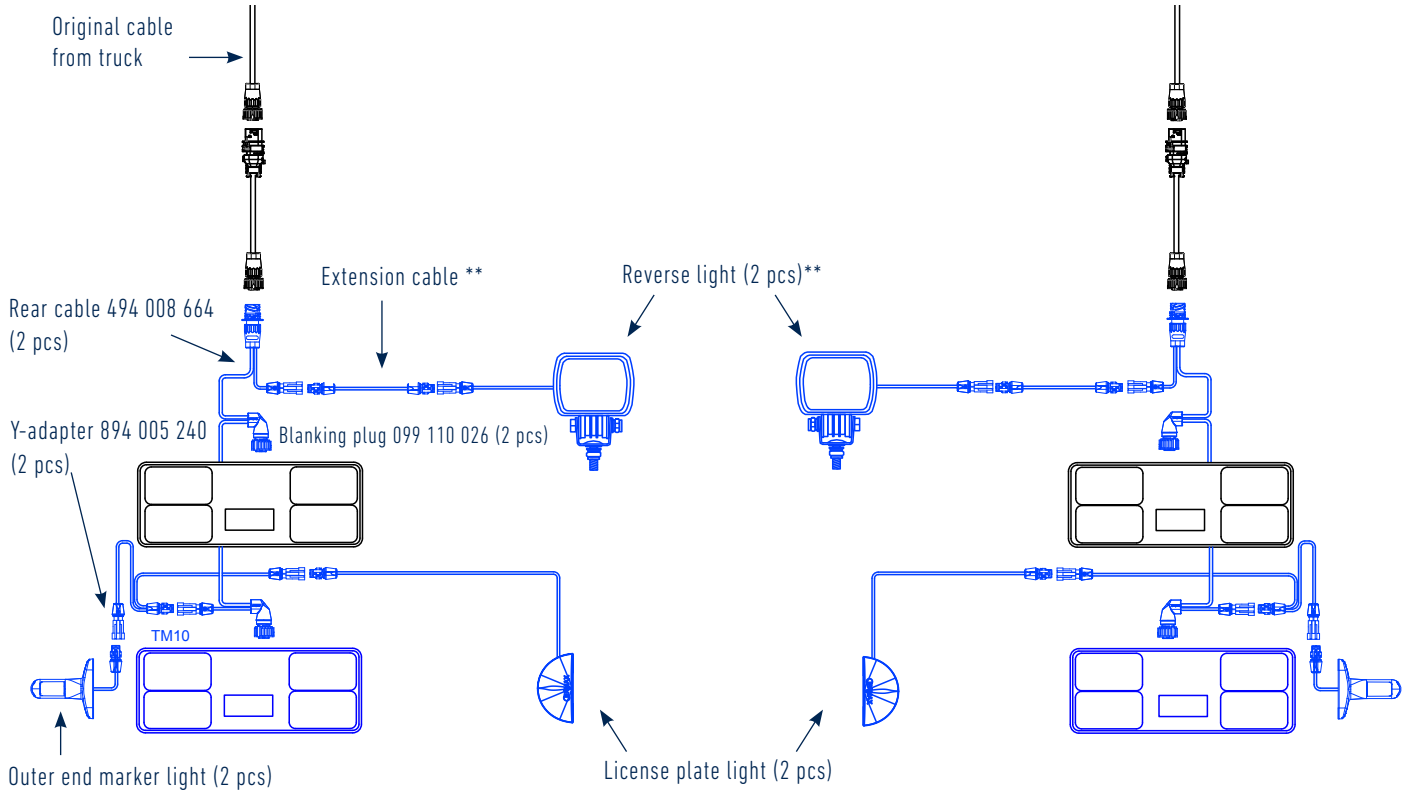 Original cable
from truck
Extension cable **
Reverse light (2 pcs)**
Rear cable 494 008 664
(2 pcs)
Y-adapter 894 005 240
(2 pcs)
Blanking plug 099 110 026 (2 pcs)
TM10
Outer end marker light (2 pcs)
License plate light (2 pcs)